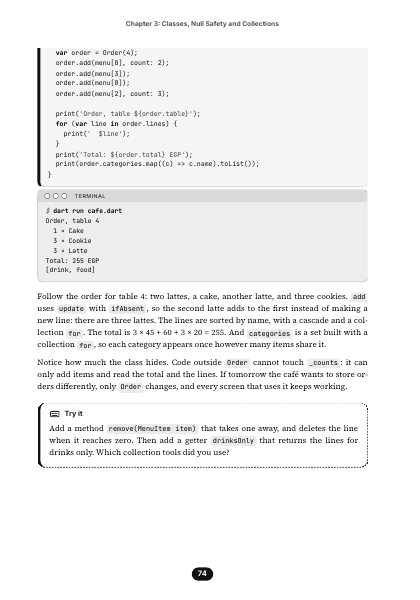 Chapter 3: Classes, Null Safety and Collections
var order = Order(4);
order.add(menu[0], count: 2);
order.add(menu[3]);
order.add(menu[0]);
order.add(menu[2], count: 3);
print('Order, table ${order.table}');
for (var line in order.lines) {
print('  $line');
}
print('Total: ${order.total} EGP');
print(order.categories.map((c) => c.name).toList());
}
TERMINAL
$ dart run cafe.dart
Order, table 4
1 × Cake
3 × Cookie
3 × Latte
Total: 255 EGP
[drink, food]
Follow the order for table 4: two lattes, a cake, another latte, and three cookies. add
uses update with ifAbsent, so the second latte adds to the first instead of making a
new line: there are three lattes. The lines are sorted by name, with a cascade and a col-
lection for. The total is 3 × 45 + 60 + 3 × 20 = 255. And categories is a set built with a
collection for, so each category appears once however many items share it.
Notice how much the class hides. Code outside Order cannot touch _counts: it can
only add items and read the total and the lines. If tomorrow the café wants to store or-
ders differently, only Order changes, and every screen that uses it keeps working.
Try it
Add a method remove(MenuItem item) that takes one away, and deletes the line
when it reaches zero. Then add a getter drinksOnly that returns the lines for
drinks only. Which collection tools did you use?
74